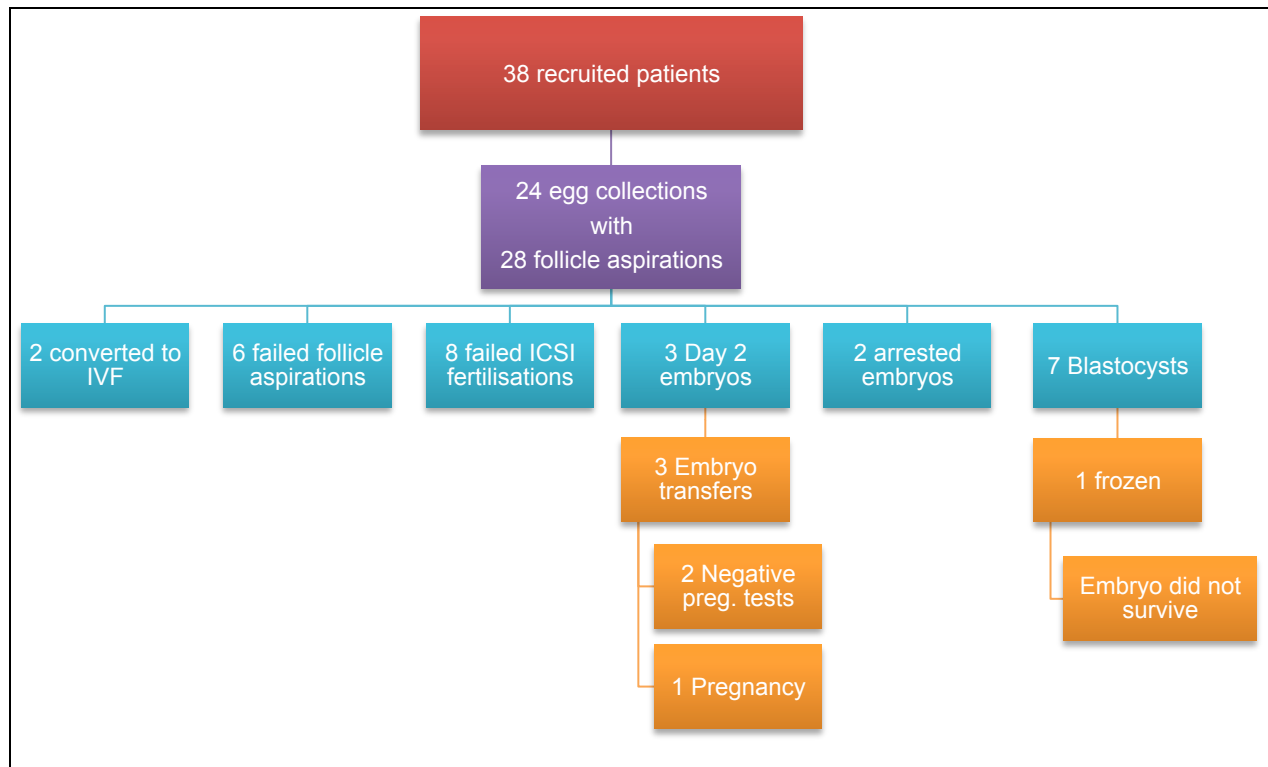 38 recruited patients
24 egg collections
with
28 follicle aspirations
2 converted to
IVF
6 failed follicle
aspirations
8 failed ICSI
fertilisations
3 Day 2
embryos
2 arrested
embryos
7 Blastocysts
3 Embryo
transfers
1 frozen
2 Negative
preg. tests
Embryo did not
survive
1 Pregnancy